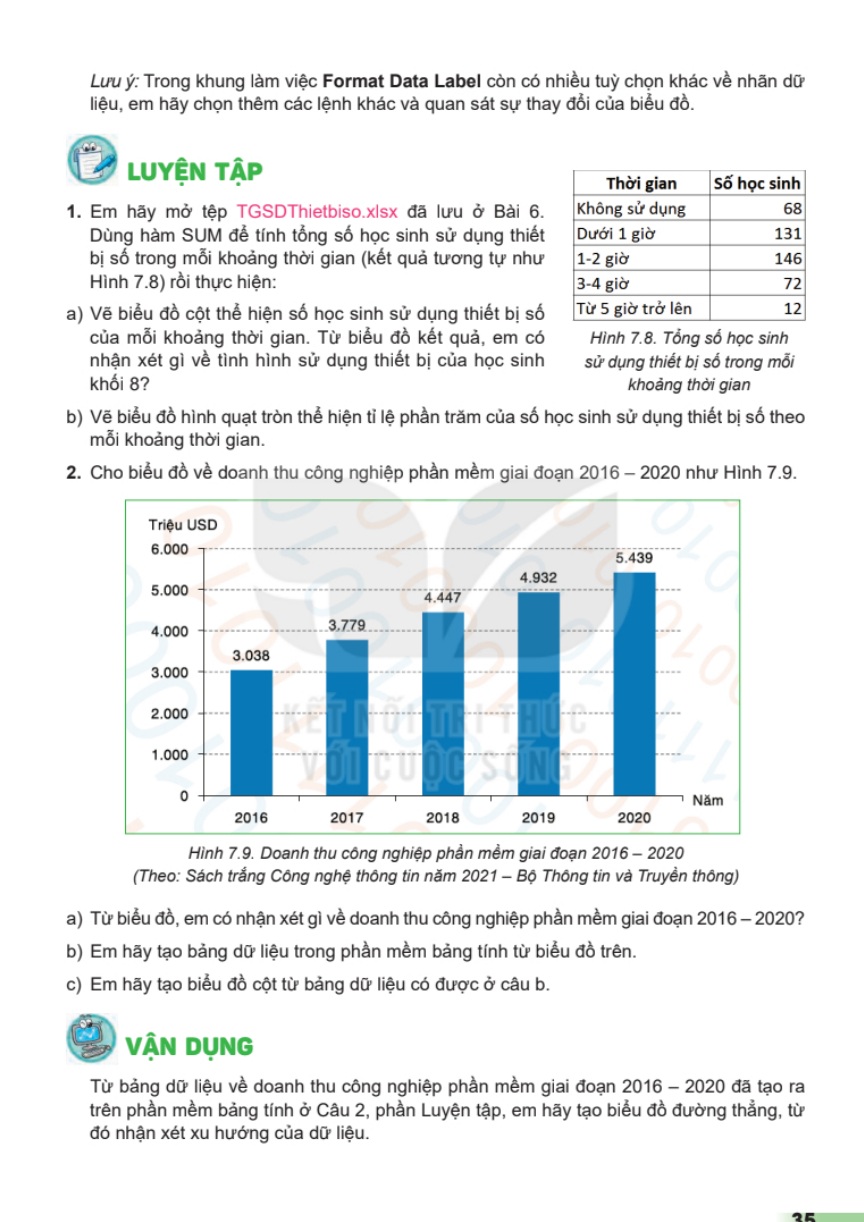 Lưu ý: Trong khung làm việc Format Data Label còn có nhiều tuỳ chọn khác về nhãn dữ
liệu, em hãy chọn thêm các lệnh khác và quan sát sự thay đổi của biểu đồ.
LUYỆN TẬP
1. Em hãy mở tệp TGSDThietbiso.xlsx đã lưu ở Bài 6.
Dùng hàm SUM để tính tổng số học sinh sử dụng thiết
bị số trong mỗi khoảng thời gian (kết quả tương tự như
Hình 7.8) rồi thực hiện:
a) Vẽ biểu đồ cột thể hiện số học sinh sử dụng thiết bị số
của mỗi khoảng thời gian. Từ biểu đồ kết quả, em có
nhận xét gì về tình hình sử dụng thiết bị của học sinh
khối 8?
Thời gian Số học sinh
Không sử dụng 68
Dưới 1 giờ 131
1-2 giờ 146
3-4 giờ 72
Từ 5 giờ trở lên 12
Hình 7.8. Tổng số học sinh
sử dụng thiết bị số trong mỗi
khoảng thời gian
b) Vẽ biểu đồ hình quạt tròn thể hiện tỉ lệ phần trăm của số học sinh sử dụng thiết bị số theo
mỗi khoảng thời gian.
2. Cho biểu đồ về doanh thu công nghiệp phần mềm giai đoạn 2016 – 2020 như Hình 7.9.
Triệu USD
6.000
5.000
4.000
3.000
2.000
1.000
0
3.038
3.779
4.447
4.932
5.439
2016 2017 2018 2019 2020
Năm
KẾT NỐI TRI THỨC
VỚI CUỘC SỐNG
Hình 7.9. Doanh thu công nghiệp phần mềm giai đoạn 2016 – 2020
(Theo: Sách trắng Công nghệ thông tin năm 2021 – Bộ Thông tin và Truyền thông)
a) Từ biểu đồ, em có nhận xét gì về doanh thu công nghiệp phần mềm giai đoạn 2016 – 2020?
b) Em hãy tạo bảng dữ liệu trong phần mềm bảng tính từ biểu đồ trên.
c) Em hãy tạo biểu đồ cột từ bảng dữ liệu có được ở câu b.
VẬN DỤNG
Từ bảng dữ liệu về doanh thu công nghiệp phần mềm giai đoạn 2016 – 2020 đã tạo ra
trên phần mềm bảng tính ở Câu 2, phần Luyện tập, em hãy tạo biểu đồ đường thẳng, từ
đó nhận xét xu hướng của dữ liệu.
35